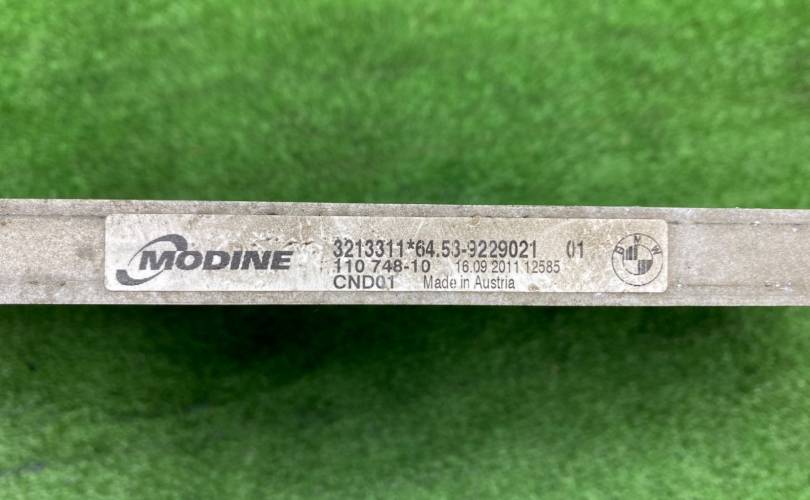 MODINE
3213311*64.53-9229021 01
110 748-10 16.09 2011 12585
CND01 Made in Austria
BMW